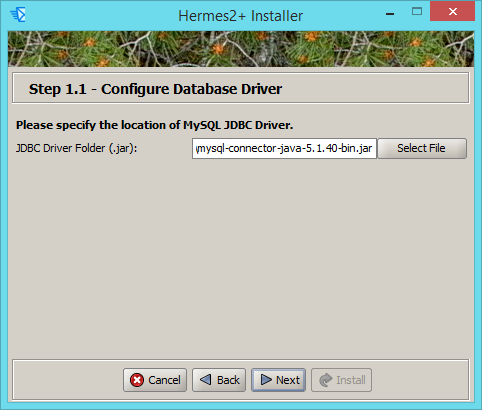 Hermes2+ Installer
Step 1.1 - Configure Database Driver
Please specify the location of MySQL JDBC Driver.
JDBC Driver Folder (.jar): \mysql-connector-java-5.1.40-bin.jar Select File
Cancel Back Next Install